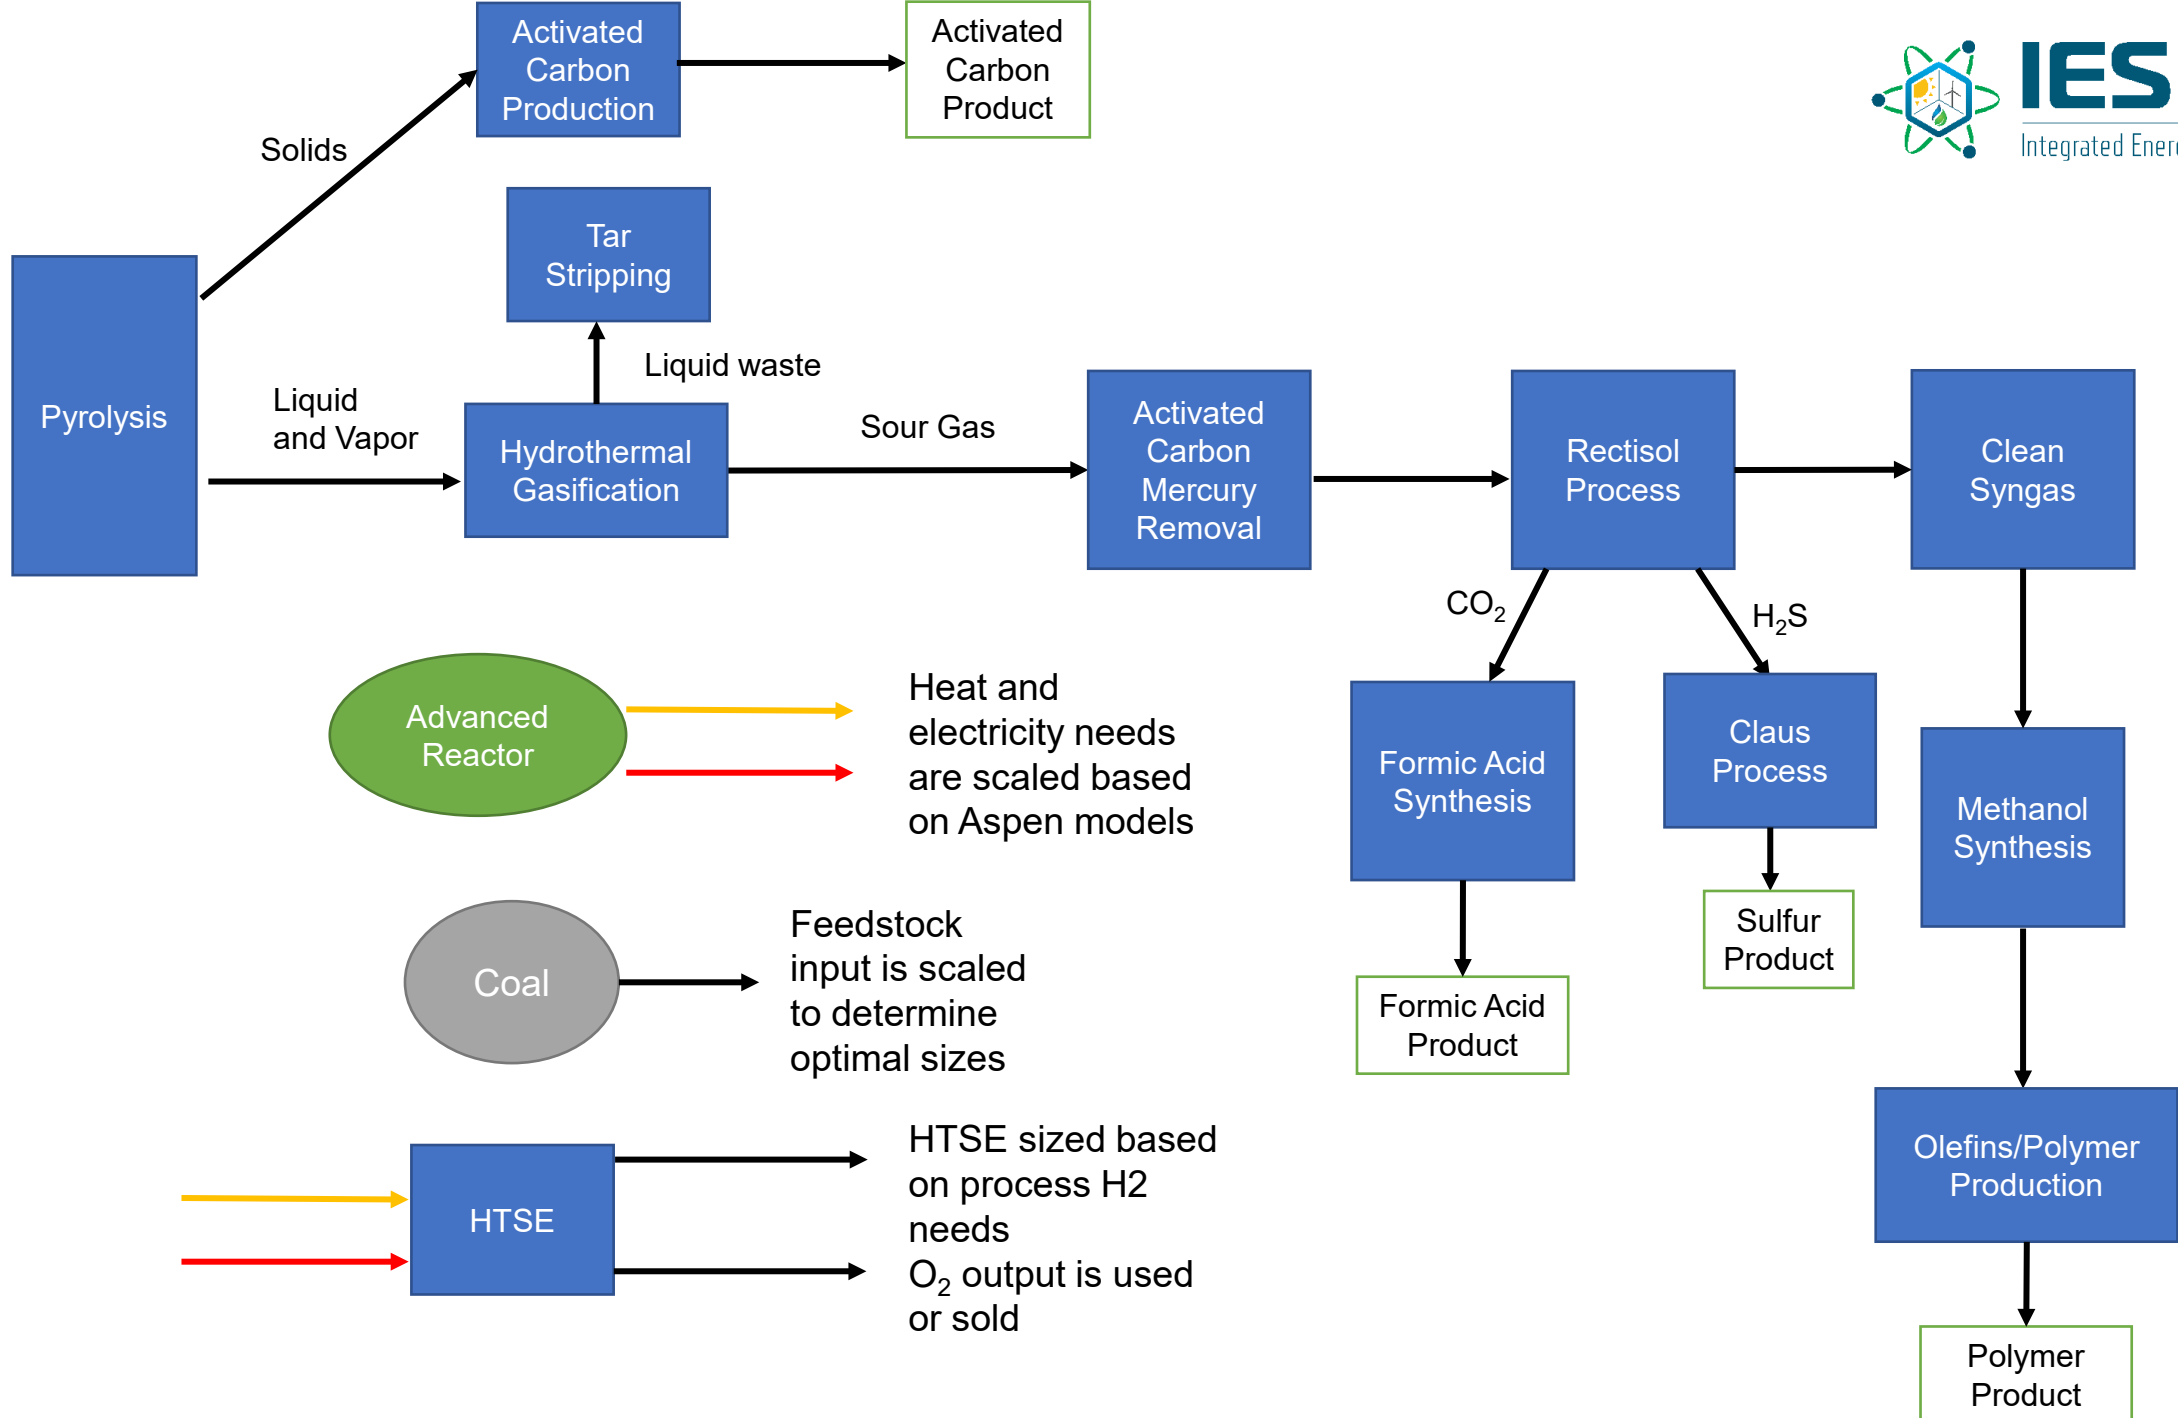 Activated
Carbon
Production
Activated
Carbon
Product
IES
Integrated
Solids
Tar
Stripping
Pyrolysis
Liquid
and Vapor
Liquid waste
Hydrothermal
Gasification
Sour Gas
Activated
Carbon
Mercury
Removal
Rectisol
Process
Clean
Syngas
CO₂
H₂S
Advanced
Reactor
Heat and
electricity needs
are scaled based
on Aspen models
Formic Acid
Synthesis
Claus
Process
Methanol
Synthesis
Coal
Feedstock
input is scaled
to determine
optimal sizes
Sulfur
Product
Formic Acid
Product
HTSE
HTSE sized based
on process H2
needs
O₂ output is used
or sold
Olefins/Polymer
Production
Polymer
Product